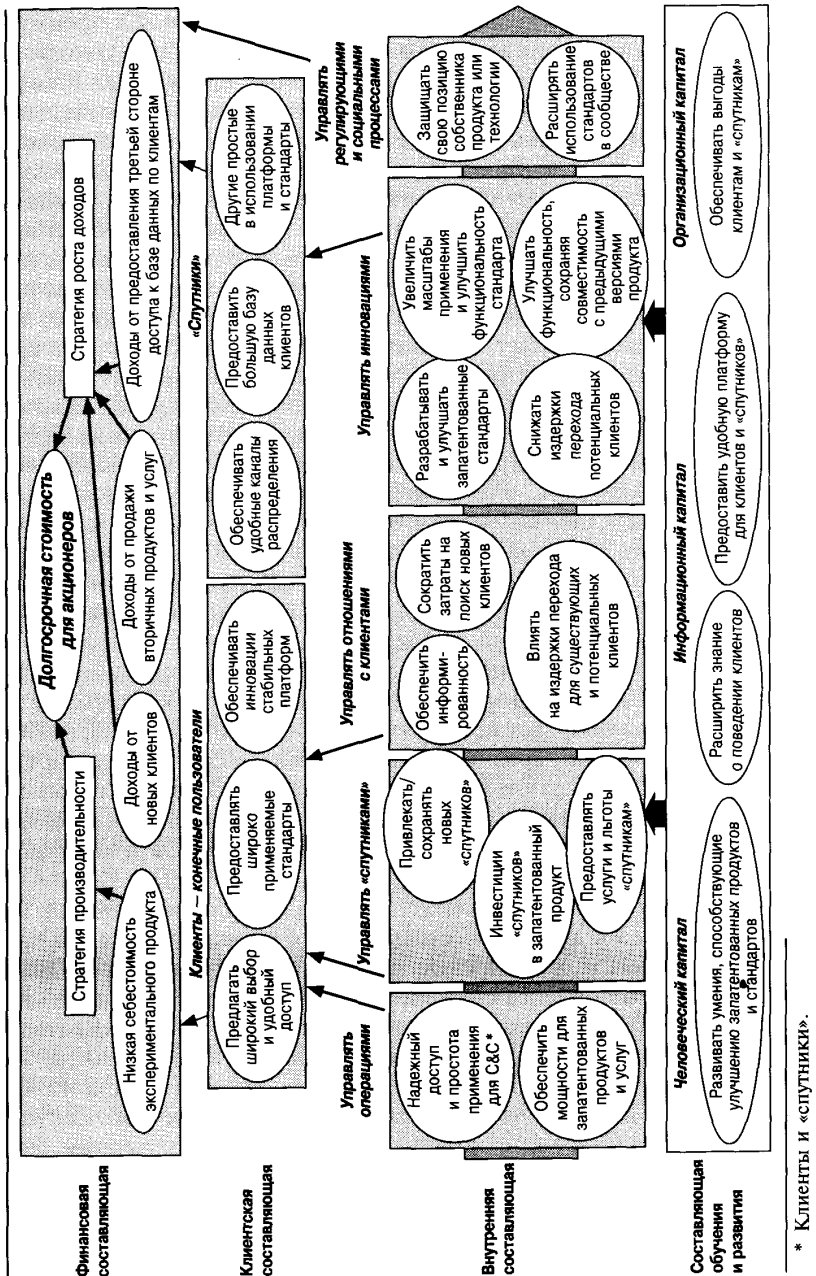 Финансовая
составляющая
Долгосрочная стоимость
для акционеров
Стратегия производительности
Стратегия роста доходов
Низкая себестоимость
экспериментального продукта
Доходы от
новых клиентов
Доходы от продажи
вторичных продуктов и услуг
Доходы от предоставления третьей стороне
доступа к базе данных по клиентам
Клиентская
составляющая
Клиенты – конечные пользователи
Предлагать
широкий выбор
и удобный
доступ
Предоставлять
широко
применяемые
стандарты
Обеспечивать
инновации
стабильных
платформ
«Спутники»
Обеспечивать
удобные каналы
распределения
Предоставить
большую базу
данных
клиентов
Другие простые
в использовании
платформы
и стандарты
Внутренняя
составляющая
Управлять
операциями
Надежный
доступ
и простота
применения
для C&C*
Обеспечить
мощности для
запатентованных
продуктов
и услуг
Управлять «спутниками»
Привлекать/
сохранять
новых
«спутников»
Инвестиции
«спутников»
в запатентованный
продукт
Предоставлять
услуги и льготы
«спутникам»
Управлять отношениями
с клиентами
Обеспечить
информи-
рованность
Сократить
затраты на
поиск новых
клиентов
Влиять
на издержки перехода
для существующих
и потенциальных
клиентов
Управлять инновациями
Разрабатывать
и улучшать
запатентованные
стандарты
Увеличить
масштабы
применения
и улучшить
функциональность
стандарта
Снижать
издержки
перехода
потенциальных
клиентов
Улучшать
функциональность,
сохраняя
совместимость
с предыдущими
версиями
продукта
Управлять
регулирующими
и социальными
процессами
Защищать
свою позицию
собственника
продукта или
технологии
Расширять
использование
стандартов
в сообществе
Составляющая
обучения
и развития
Человеческий капитал
Развивать умения, способствующие
улучшению запатентованных продуктов
и стандартов
Информационный капитал
Расширить знание
о поведении клиентов
Предоставить удобную платформу
для клиентов и «спутников»
Организационный капитал
Обеспечивать выгоды
клиентам и «спутникам»
* Клиенты и «спутники».